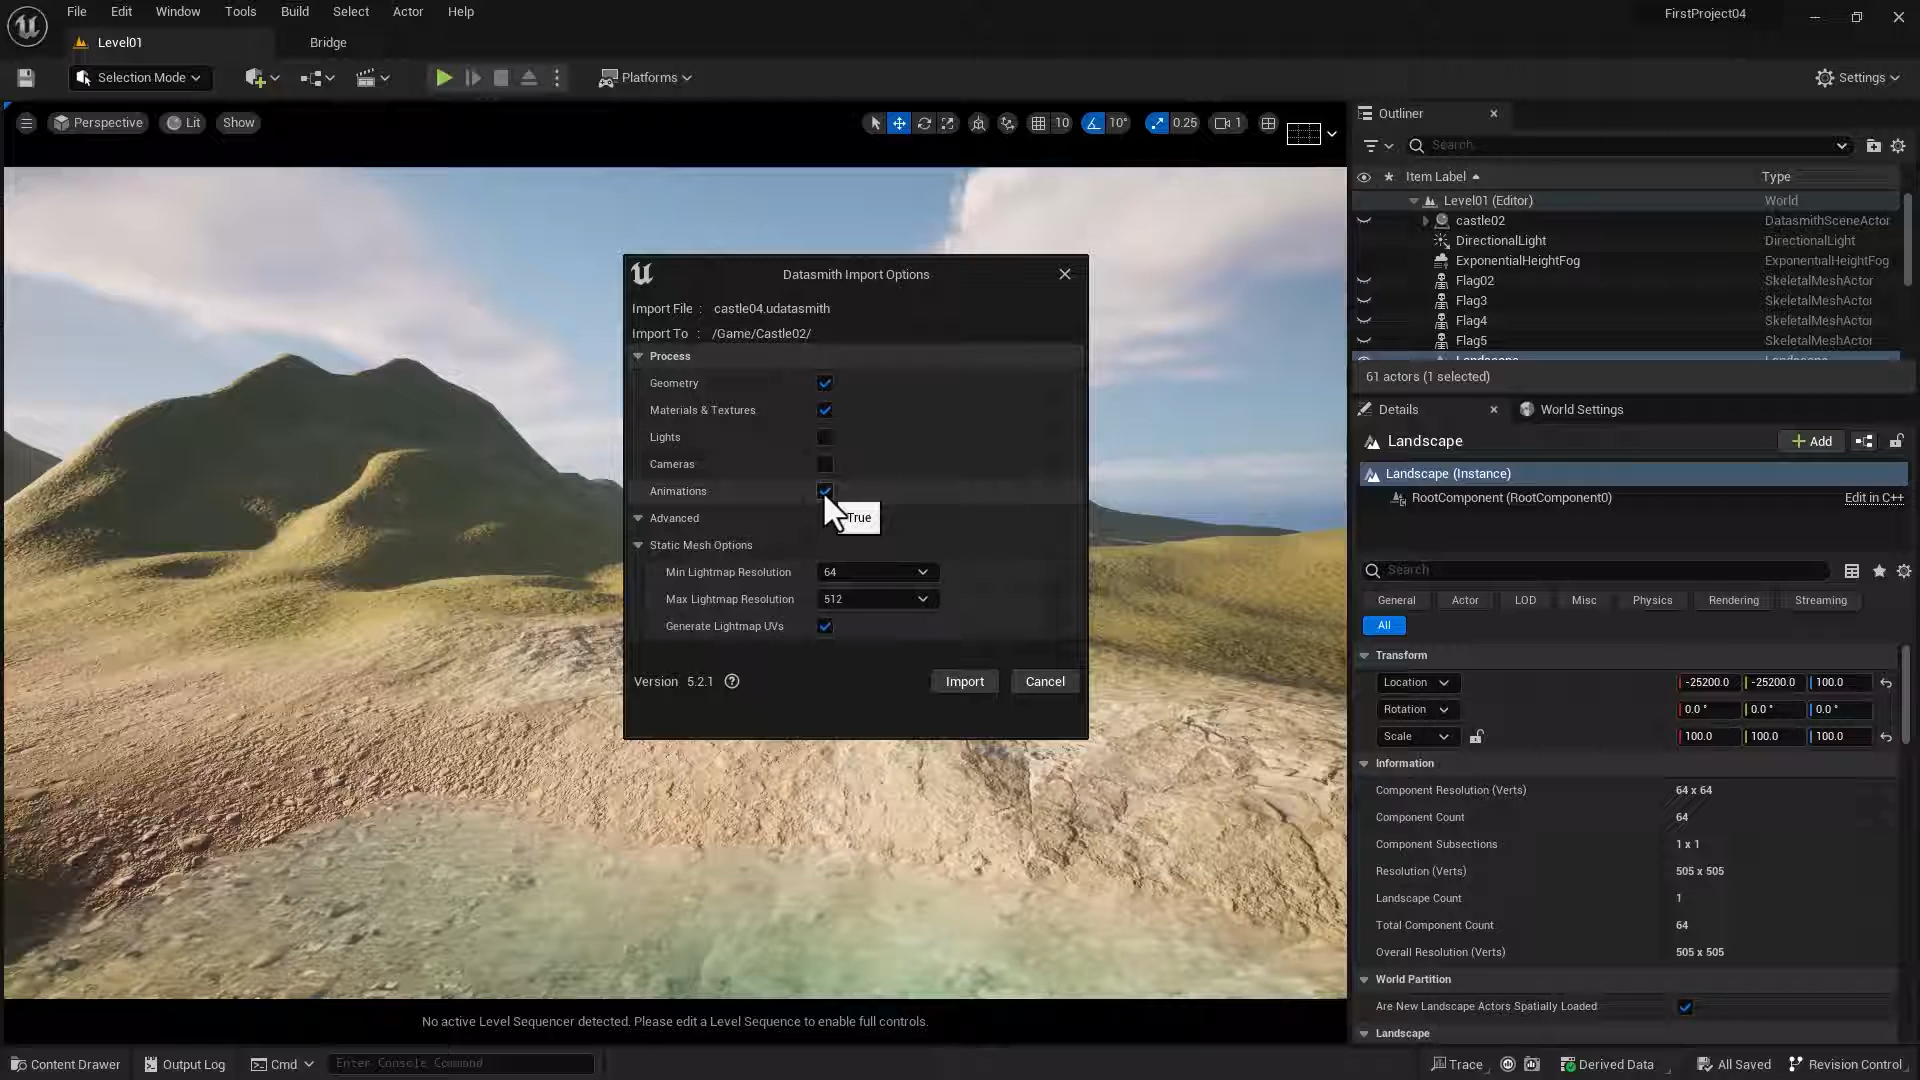 File Edit Window Tools Build Select Actor Help
FirstProject04
Level01
Bridge
Selection Mode
Platforms
Settings
Perspective
Lit
Show
10
10°
0.25
1
Outliner
Search...
Item Label
Type
Level01 (Editor) World
castle02 DatasmithSceneActor
DirectionalLight DirectionalLight
ExponentialHeightFog ExponentialHeightFog
Flag02 SkeletalMeshActor
Flag3 SkeletalMeshActor
Flag4 SkeletalMeshActor
Flag5 SkeletalMeshActor
Landscape Landscape
61 actors (1 selected)
Datasmith Import Options
Import File : castle04.udatasmith
Import To : /Game/Castle02/
Process
Geometry
Materials & Textures
Lights
Cameras
Animations
True
Advanced
Static Mesh Options
Min Lightmap Resolution 64
Max Lightmap Resolution 512
Generate Lightmap UVs
Version 5.2.1
Import
Cancel
Details
World Settings
Landscape
Add
Landscape (Instance)
RootComponent (RootComponent0)
Edit in C++
Search
General Actor LOD Misc Physics Rendering Streaming
All
Transform
Location -25200.0 -25200.0 100.0
Rotation 0.0 ° 0.0 ° 0.0 °
Scale 100.0 100.0 100.0
Information
Component Resolution (Verts) 64 x 64
Component Count 64
Component Subsections 1 x 1
Resolution (Verts) 505 x 505
Landscape Count 1
Total Component Count 64
Overall Resolution (Verts) 505 x 505
World Partition
Are New Landscape Actors Spatially Loaded
Landscape
No active Level Sequencer detected. Please edit a Level Sequence to enable full controls.
Content Drawer
Output Log
Cmd
Enter Console Command
Trace
Derived Data
All Saved
Revision Control